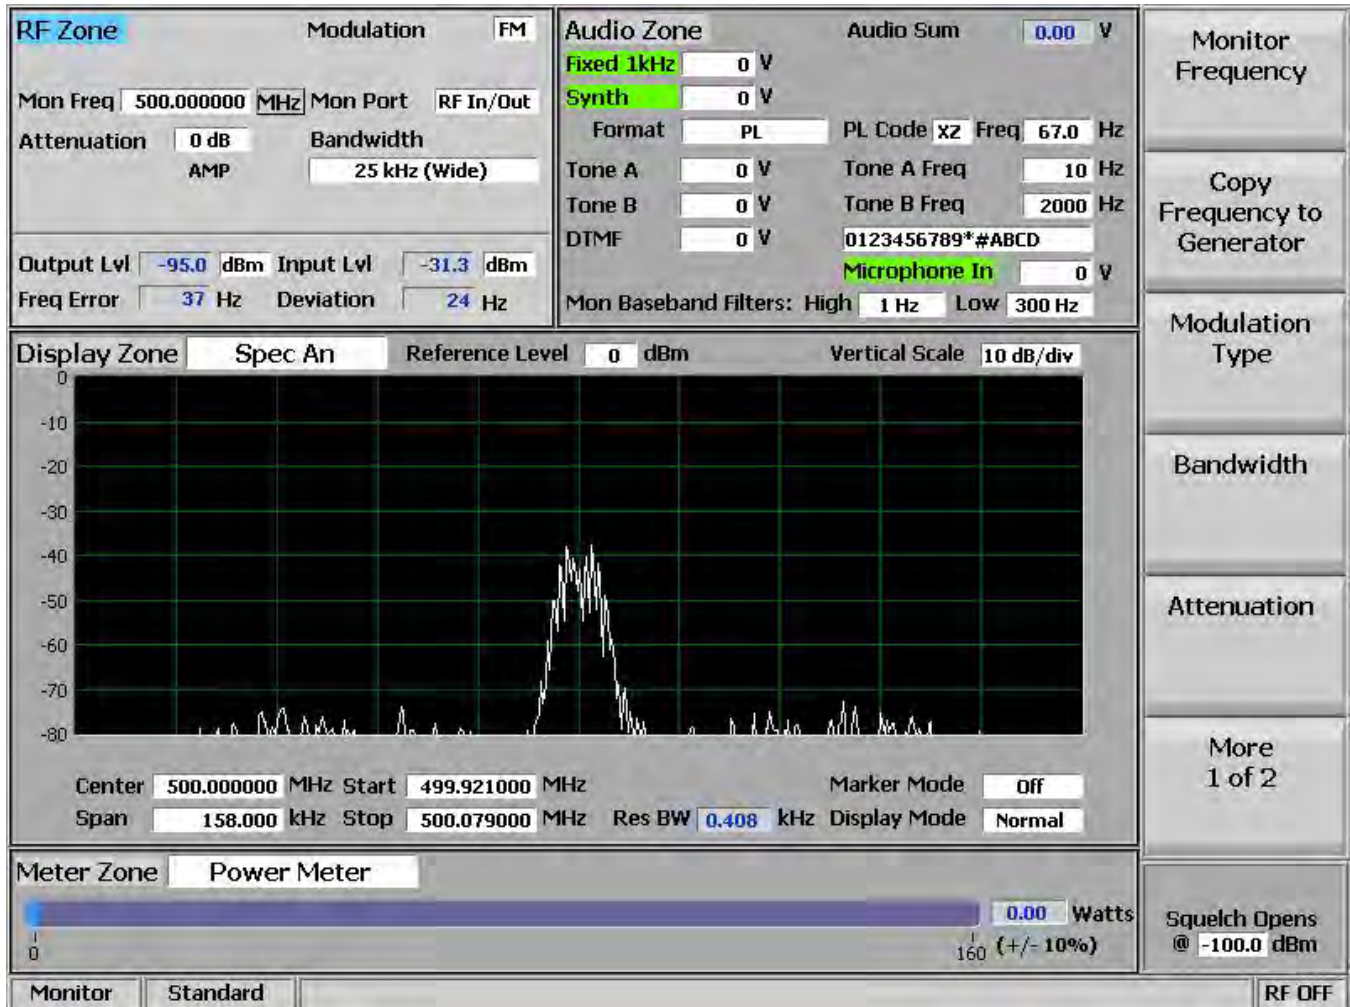 RF Zone Modulation FM
Mon Freq 500.000000 MHz Mon Port RF In/Out
Attenuation 0 dB Bandwidth
AMP 25 kHz (Wide)
Output Lvl -95.0 dBm Input Lvl -31.3 dBm
Freq Error 37 Hz Deviation 24 Hz
Audio Zone Audio Sum 0.00 V
Fixed 1kHz 0 V
Synth 0 V
Format PL PL Code XZ Freq 67.0 Hz
Tone A 0 V Tone A Freq 10 Hz
Tone B 0 V Tone B Freq 2000 Hz
DTMF 0 V 0123456789*#ABCD
Microphone In 0 V
Mon Baseband Filters: High 1 Hz Low 300 Hz
Display Zone Spec An Reference Level 0 dBm Vertical Scale 10 dB/div
0
-10
-20
-30
-40
-50
-60
-70
-80
Center 500.000000 MHz Start 499.921000 MHz Marker Mode Off
Span 158.000 kHz Stop 500.079000 MHz Res BW 0.408 kHz Display Mode Normal
Meter Zone Power Meter
0.00 Watts
0 160 (+/- 10%)
Monitor
Frequency
Copy
Frequency to
Generator
Modulation
Type
Bandwidth
Attenuation
More
1 of 2
Squelch Opens
@ -100.0 dBm
Monitor Standard RF OFF